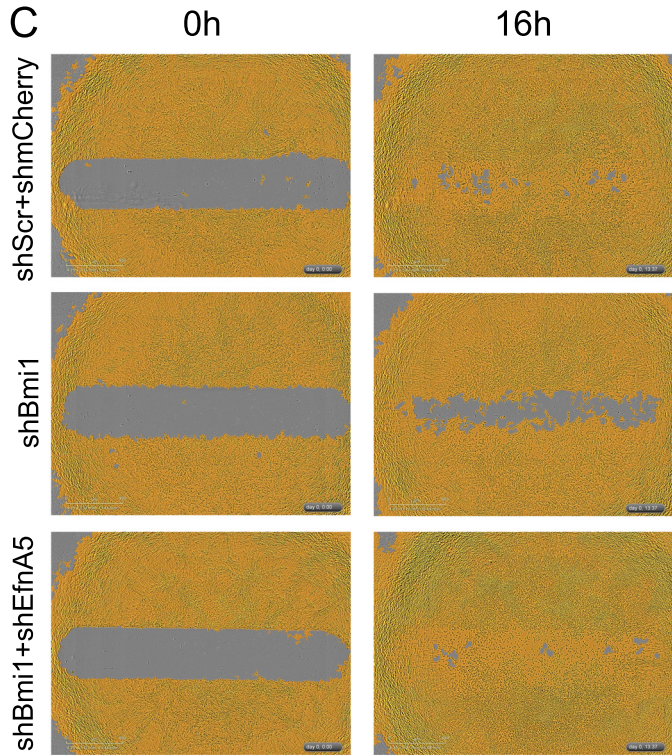 C
0h
16h
shScr+shmCherry
day 0, 0:00
day 0, 13:37
shBmi1
day 0, 0:00
day 0, 13:37
shBmi1+shEfnA5
day 0, 0:00
day 0, 13:37